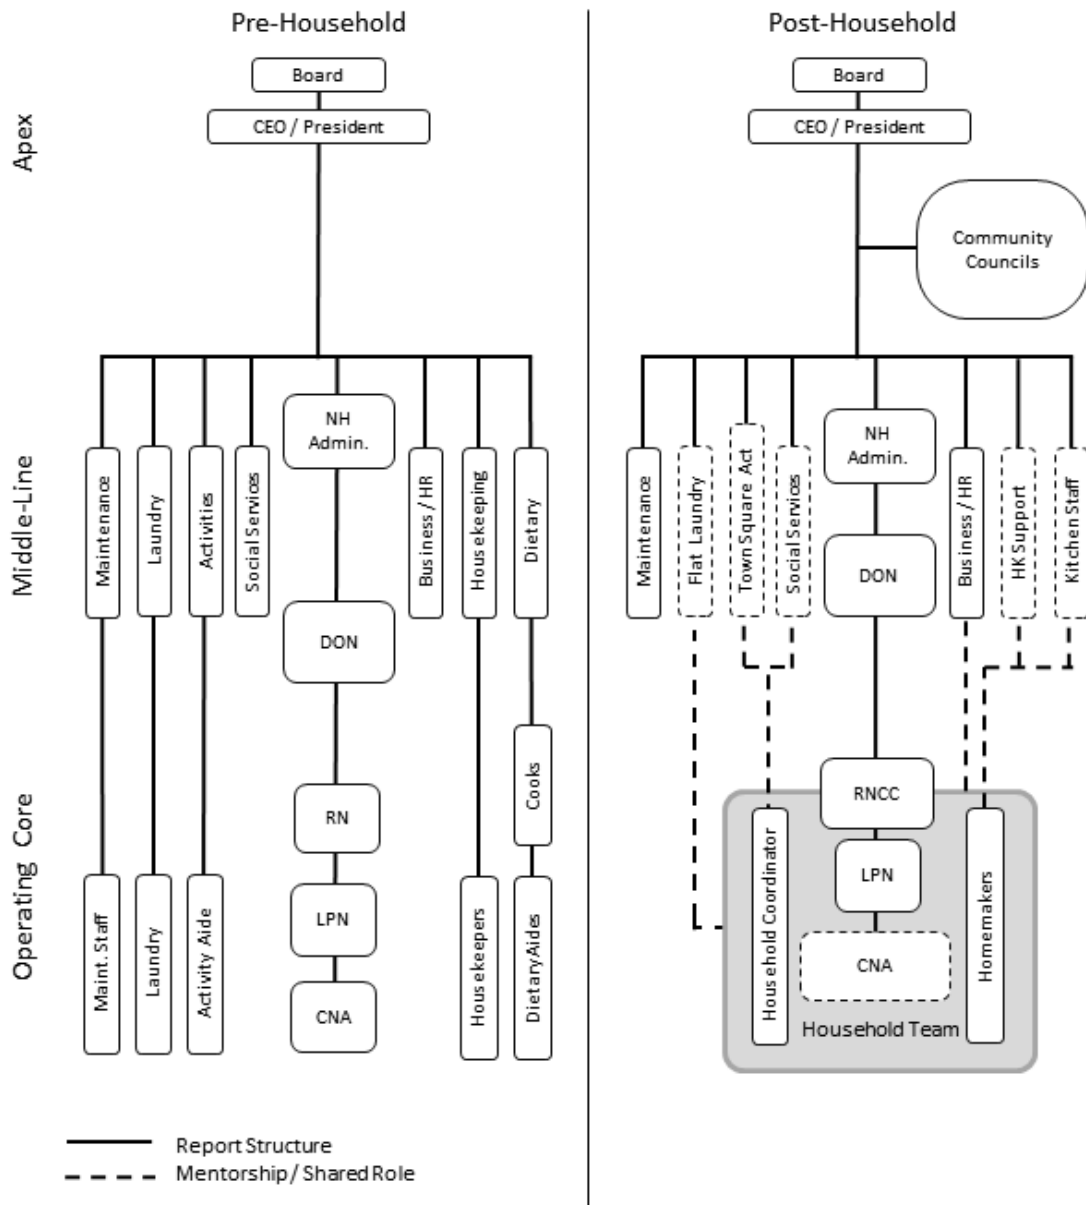 Pre-Household
Board
CEO / President
Apex
NH
Admin.
Middle-Line
Maintenance
Laundry
Activities
Social Services
Business / HR
Housekeeping
Dietary
DON
Operating Core
Cooks
RN
Maint. Staff
Laundry
Activity Aide
LPN
Housekeepers
Dietary Aides
CNA
Post-Household
Board
CEO / President
Community
Councils
NH
Admin.
Maintenance
Flat Laundry
Town Square Act
Social Services
Business / HR
HK Support
Kitchen Staff
DON
RNCC
Household Coordinator
LPN
Homemakers
CNA
Household Team
Report Structure
Mentorship / Shared Role